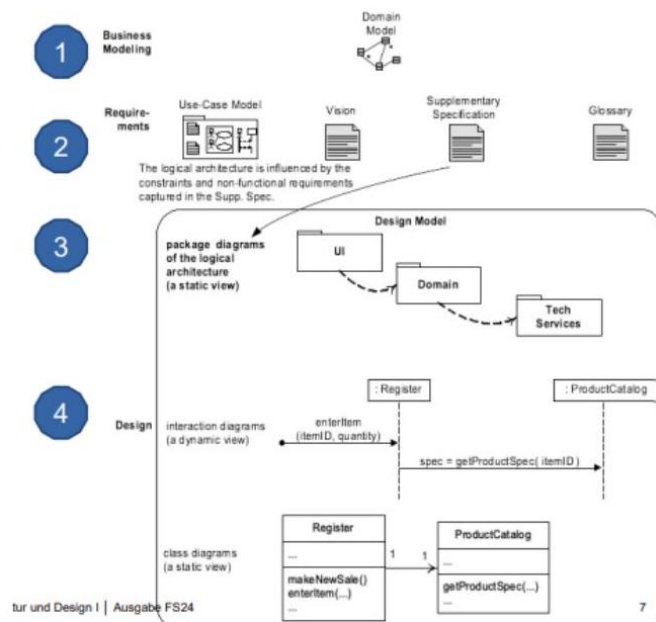 1
Business
Modeling
Domain
Model
2
Require-
ments
Use-Case Model
Vision
Supplementary
Specification
Glossary
The logical architecture is influenced by the
constraints and non-functional requirements
captured in the Supp. Spec.
3
Design Model
package diagrams
of the logical
architecture
(a static view)
UI
Domain
Tech
Services
4
Design
interaction diagrams
(a dynamic view)
: Register
: ProductCatalog
enterItem
(itemID, quantity)
spec = getProductSpec( itemID )
class diagrams
(a static view)
Register
...
makeNewSale()
enterItem(...)
...
1
1
ProductCatalog
...
getProductSpec(...)
...
tur und Design I | Ausgabe FS24
7